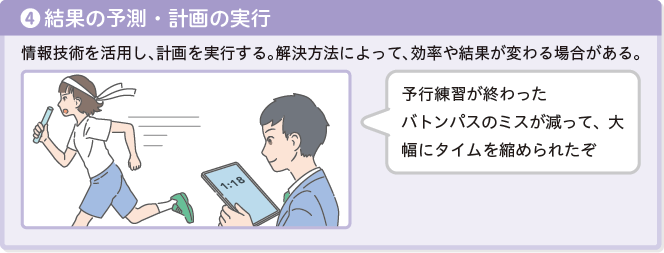 ❹結果の予測・計画の実行
情報技術を活用し、計画を実行する。解決方法によって、効率や結果が変わる場合がある。
予行練習が終わった
バトンパスのミスが減って、大
幅にタイムを縮められたぞ
1:18